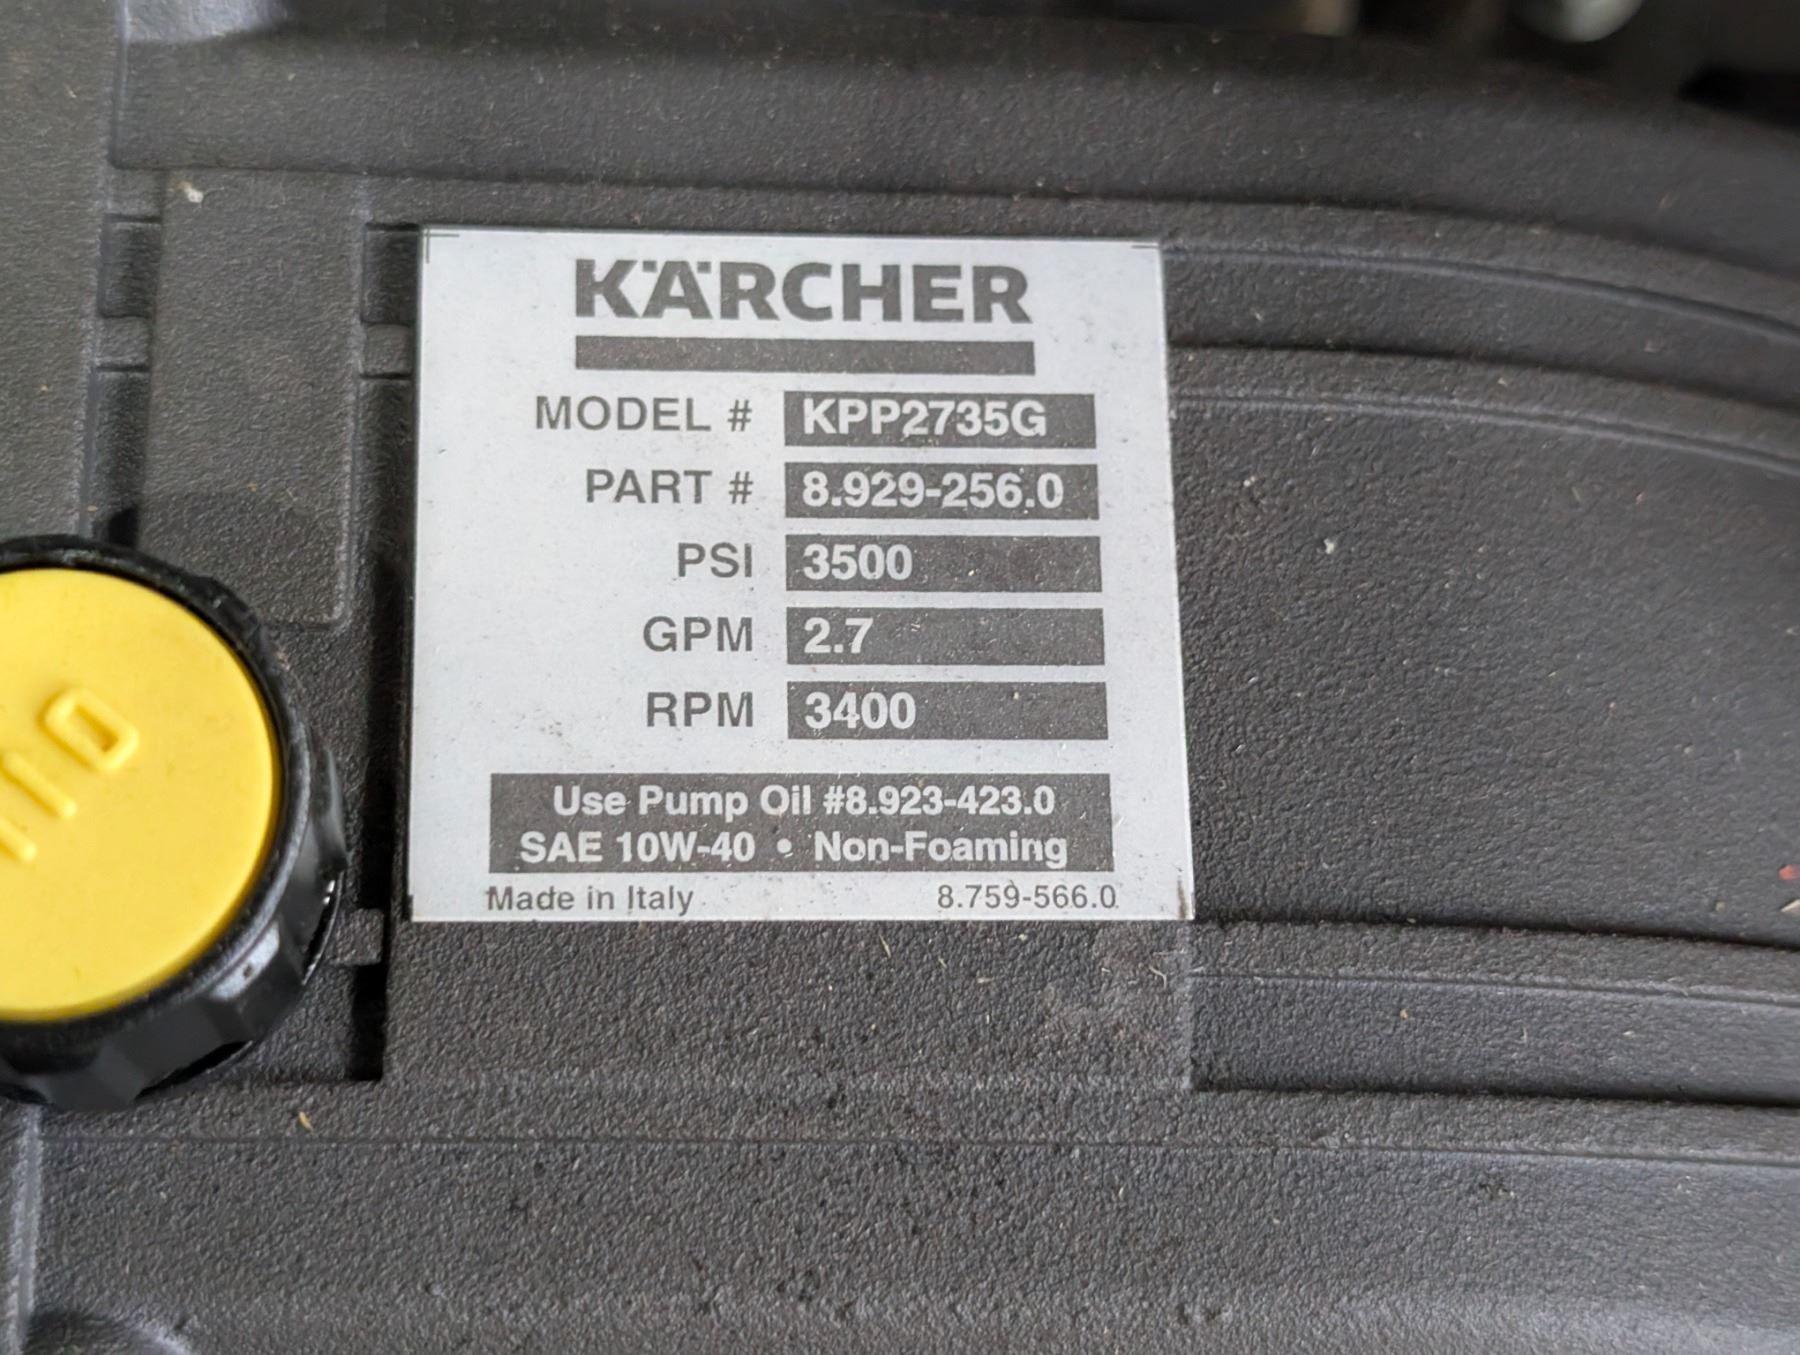 KÄRCHER
MODEL # KPP2735G
PART # 8.929-256.0
PSI 3500
GPM 2.7
RPM 3400
Use Pump Oil #8.923-423.0
SAE 10W-40 • Non-Foaming
Made in Italy 8.759-566.0